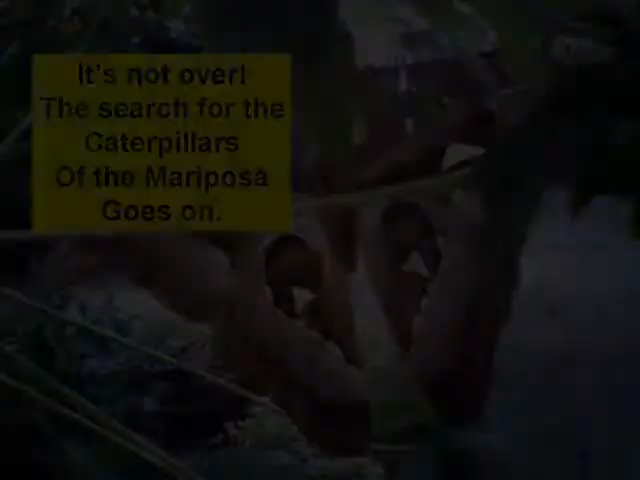 It's not over!
The search for the
Caterpillars
Of the Mariposa
Goes on.